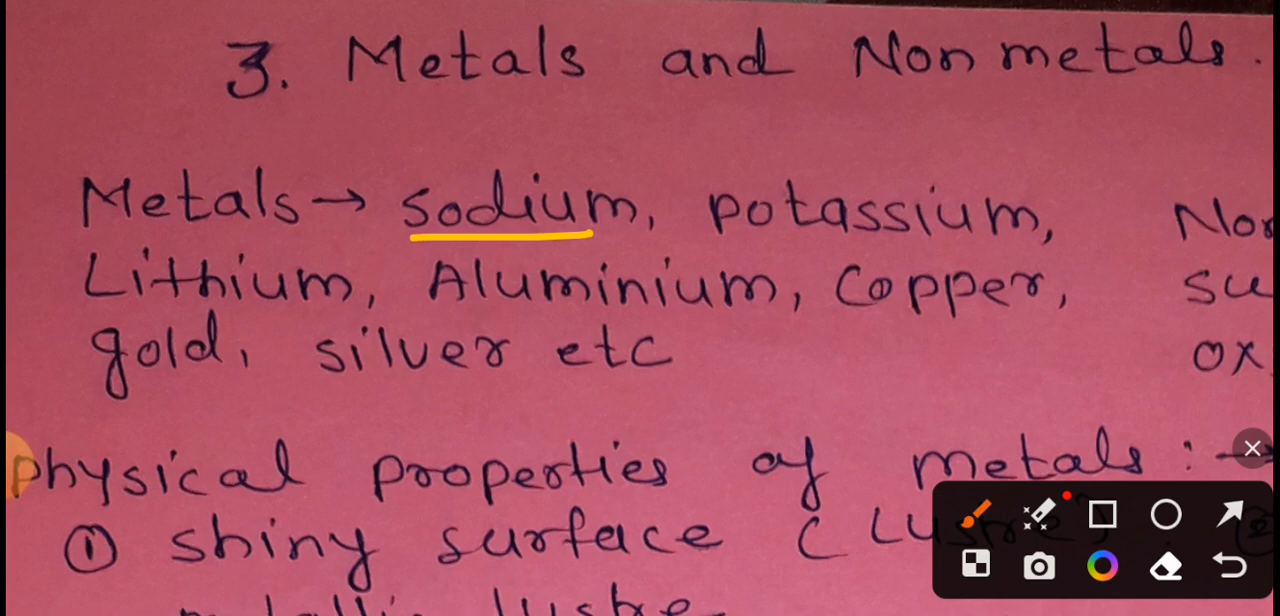 3. Metals and Non metals.
Metals → sodium, potassium,
Lithium, Aluminium, Copper,
gold, silver etc
physical properties of metals : →
① shiny surface (
lustre